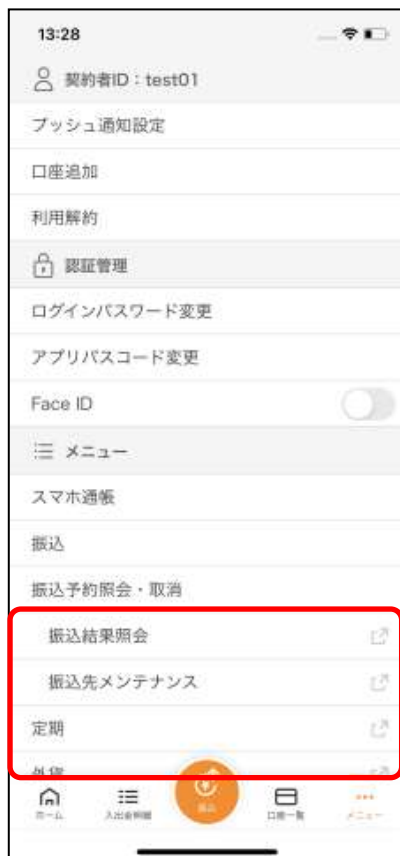 13:28
契約者ID：test01
プッシュ通知設定
口座追加
利用解約
認証管理
ログインパスワード変更
アプリパスコード変更
Face ID
メニュー
スマホ通帳
振込
振込予約照会・取消
振込結果照会
振込先メンテナンス
定期
外貨
ホーム
入出金明細
振込
口座一覧
メニュー